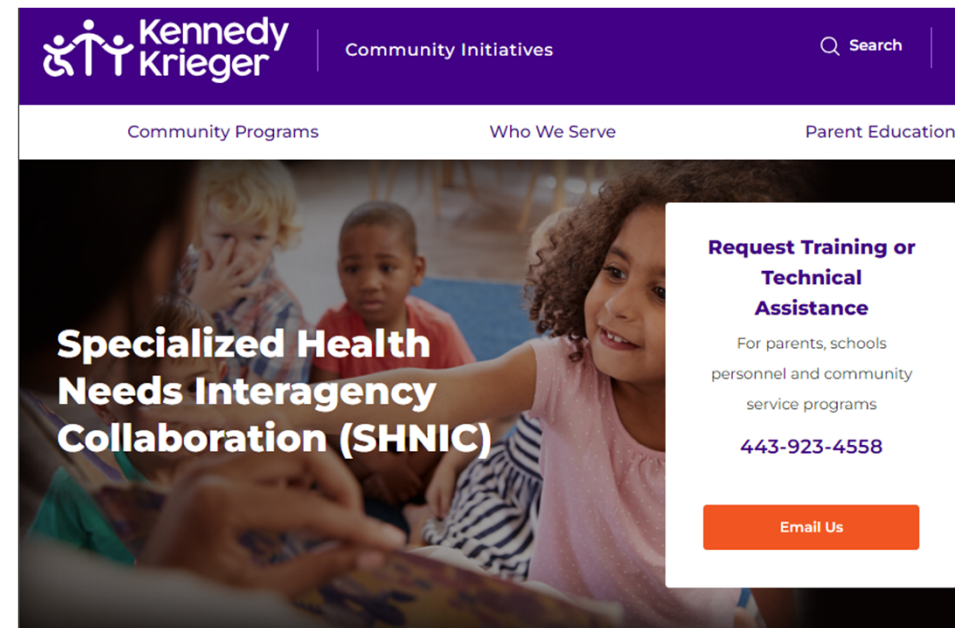 Kennedy
Krieger
Community Initiatives
Search
Community Programs
Who We Serve
Parent Education
Specialized Health
Needs Interagency
Collaboration (SHNIC)
Request Training or
Technical
Assistance
For parents, schools
personnel and community
service programs
443-923-4558
Email Us